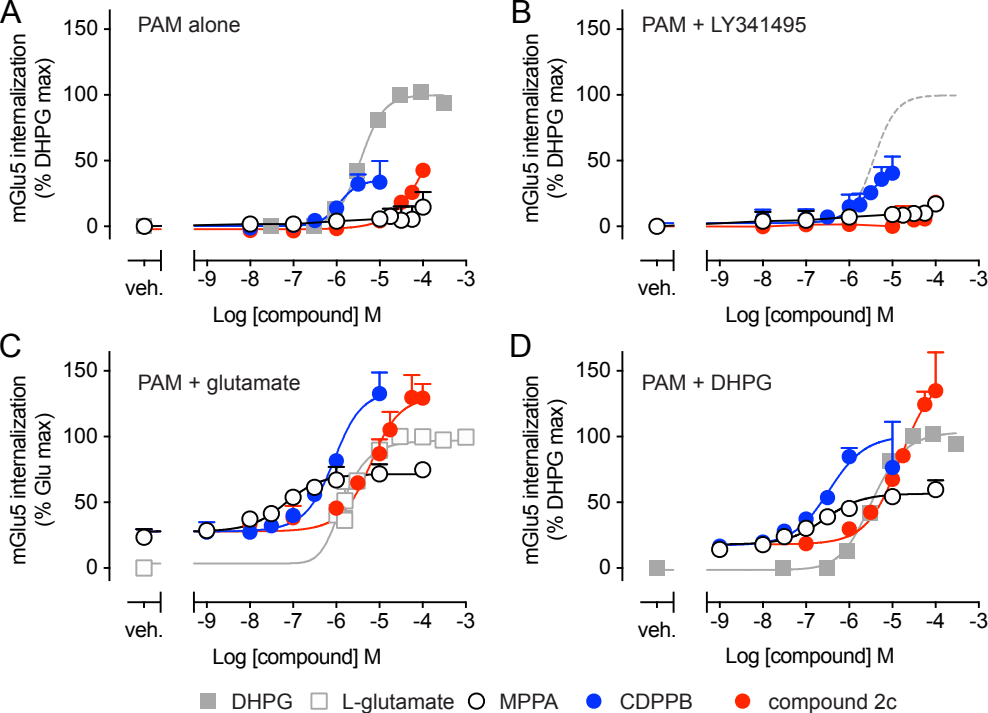 A
PAM alone
mGlu5 internalization
(% DHPG max)
150
100
50
0
veh.
-9 -8 -7 -6 -5 -4 -3
Log [compound] M
B
PAM + LY341495
mGlu5 internalization
(% DHPG max)
150
100
50
0
veh.
-9 -8 -7 -6 -5 -4 -3
Log [compound] M
C
PAM + glutamate
mGlu5 internalization
(% Glu max)
150
100
50
0
veh.
-9 -8 -7 -6 -5 -4 -3
Log [compound] M
D
PAM + DHPG
mGlu5 internalization
(% DHPG max)
150
100
50
0
veh.
-9 -8 -7 -6 -5 -4 -3
Log [compound] M
DHPG L-glutamate MPPA CDPPB compound 2c